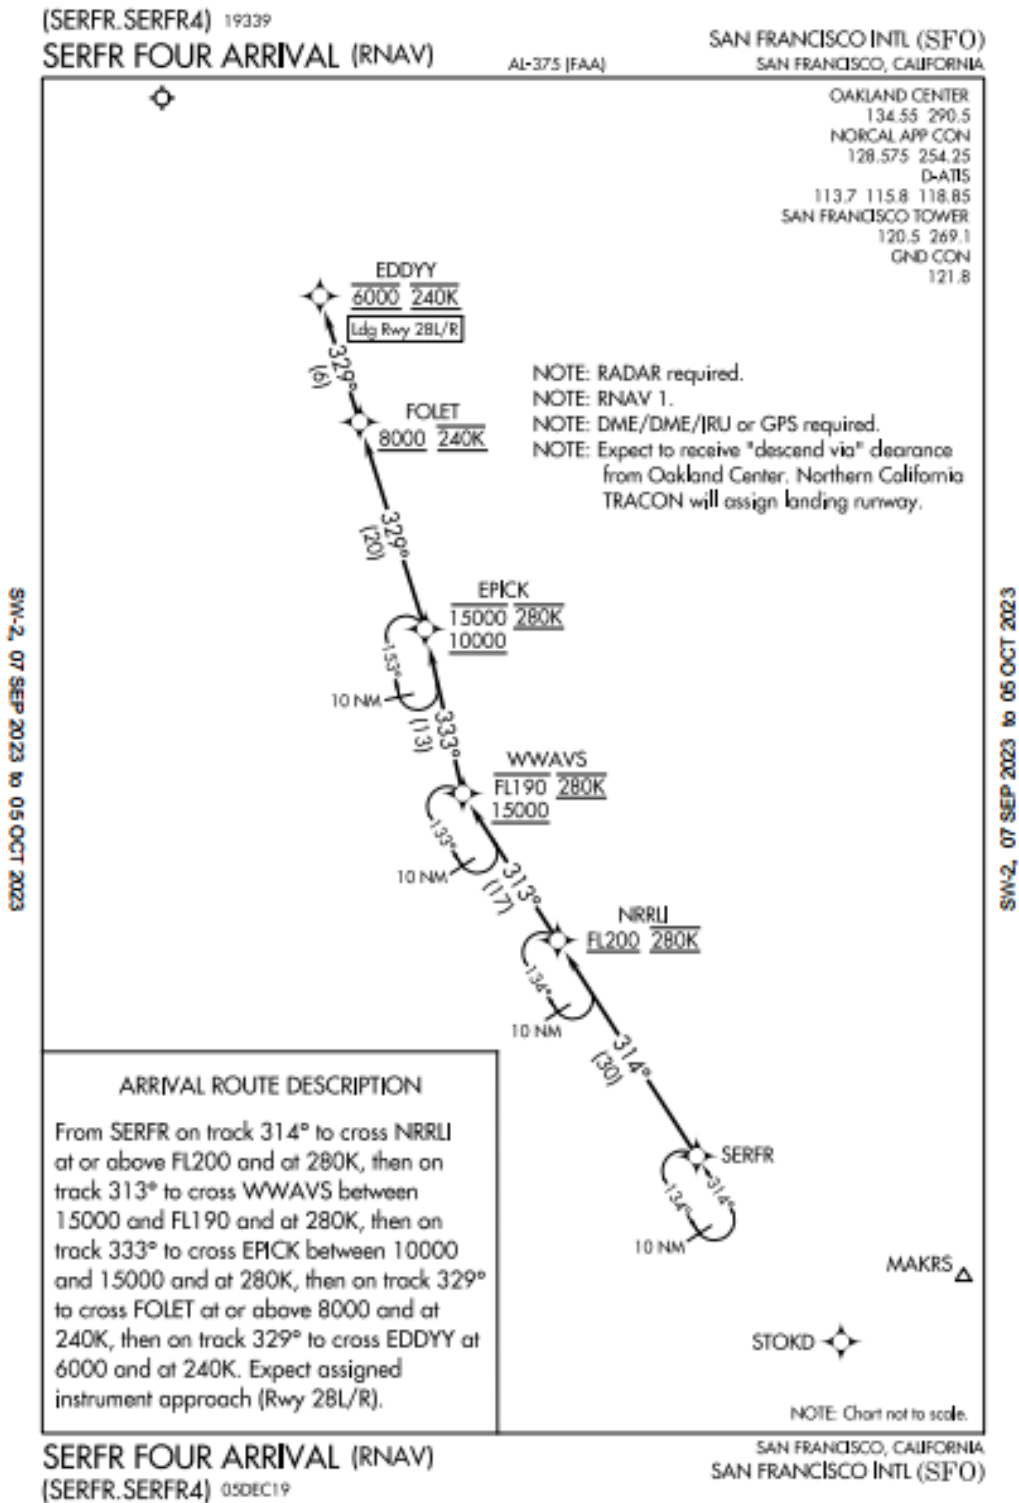 (SERFR.SERFR4) 19339
SERFR FOUR ARRIVAL (RNAV)
AL-375 (FAA)
SAN FRANCISCO INTL (SFO)
SAN FRANCISCO, CALIFORNIA
OAKLAND CENTER
134.55 290.5
NORCAL APP CON
128.575 254.25
D-ATIS
113.7 115.8 118.85
SAN FRANCISCO TOWER
120.5 269.1
GND CON
121.8
EDDYY
6000 240K
Ldg Rwy 28L/R
329°
(6)
FOLET
8000 240K
NOTE: RADAR required.
NOTE: RNAV 1.
NOTE: DME/DME/IRU or GPS required.
NOTE: Expect to receive "descend via" clearance
from Oakland Center. Northern California
TRACON will assign landing runway.
329°
(20)
EPICK
15000 280K
10000
153°
10 NM
333°
(13)
WWAVS
FL190 280K
15000
133°
10 NM
313°
(17)
NRRLI
FL200 280K
134°
10 NM
314°
(30)
SERFR
134°
314°
10 NM
MAKRS
STOKD
NOTE: Chart not to scale.
ARRIVAL ROUTE DESCRIPTION
From SERFR on track 314° to cross NRRLI
at or above FL200 and at 280K, then on
track 313° to cross WWAVS between
15000 and FL190 and at 280K, then on
track 333° to cross EPICK between 10000
and 15000 and at 280K, then on track 329°
to cross FOLET at or above 8000 and at
240K, then on track 329° to cross EDDYY at
6000 and at 240K. Expect assigned
instrument approach (Rwy 28L/R).
SERFR FOUR ARRIVAL (RNAV)
(SERFR.SERFR4) 05DEC19
SAN FRANCISCO, CALIFORNIA
SAN FRANCISCO INTL (SFO)
SW-2, 07 SEP 2023 to 05 OCT 2023
SW-2, 07 SEP 2023 to 05 OCT 2023